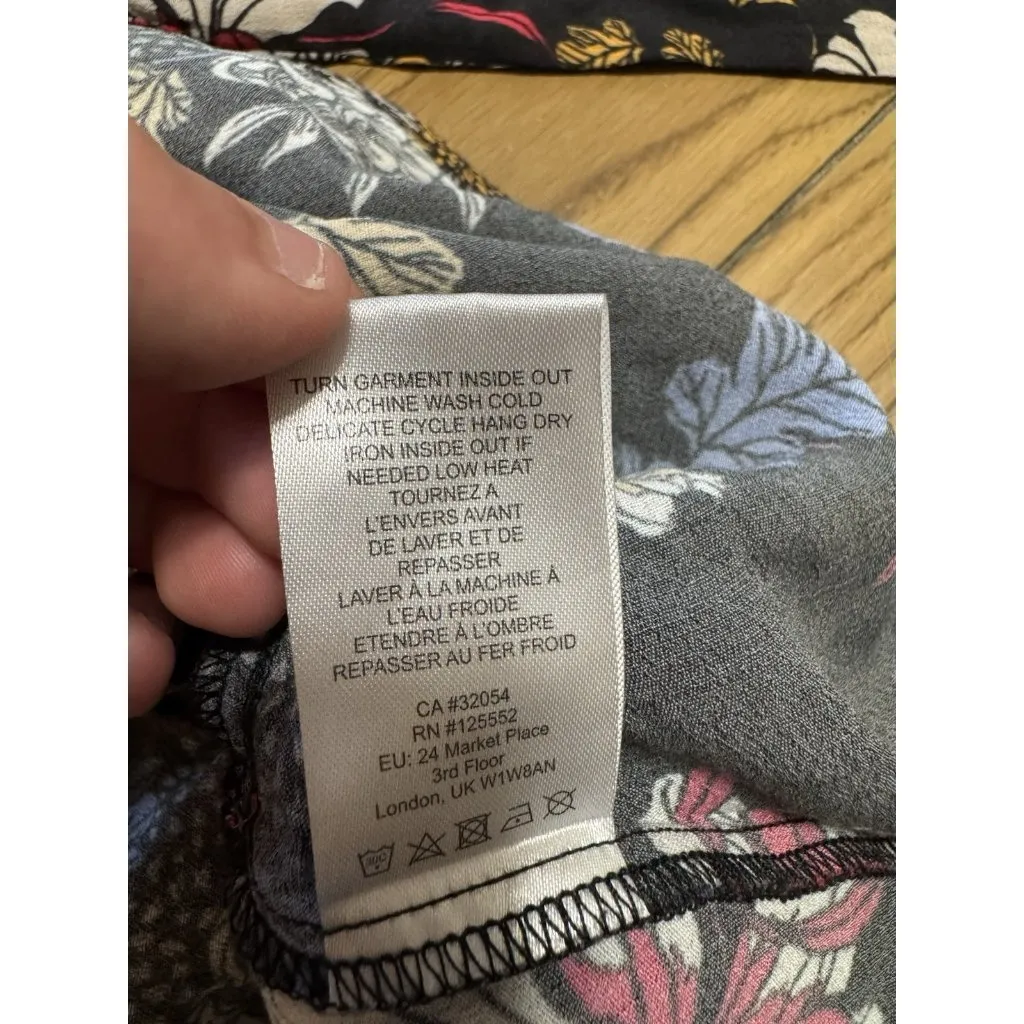 TURN GARMENT INSIDE OUT
MACHINE WASH COLD
DELICATE CYCLE HANG DRY
IRON INSIDE OUT IF
NEEDED LOW HEAT
TOURNEZ A
L'ENVERS AVANT
DE LAVER ET DE
REPASSER
LAVER À LA MACHINE À
L'EAU FROIDE
ETENDRE À L'OMBRE
REPASSER AU FER FROID
CA #32054
RN #125552
EU: 24 Market Place
3rd Floor
London, UK W1W8AN